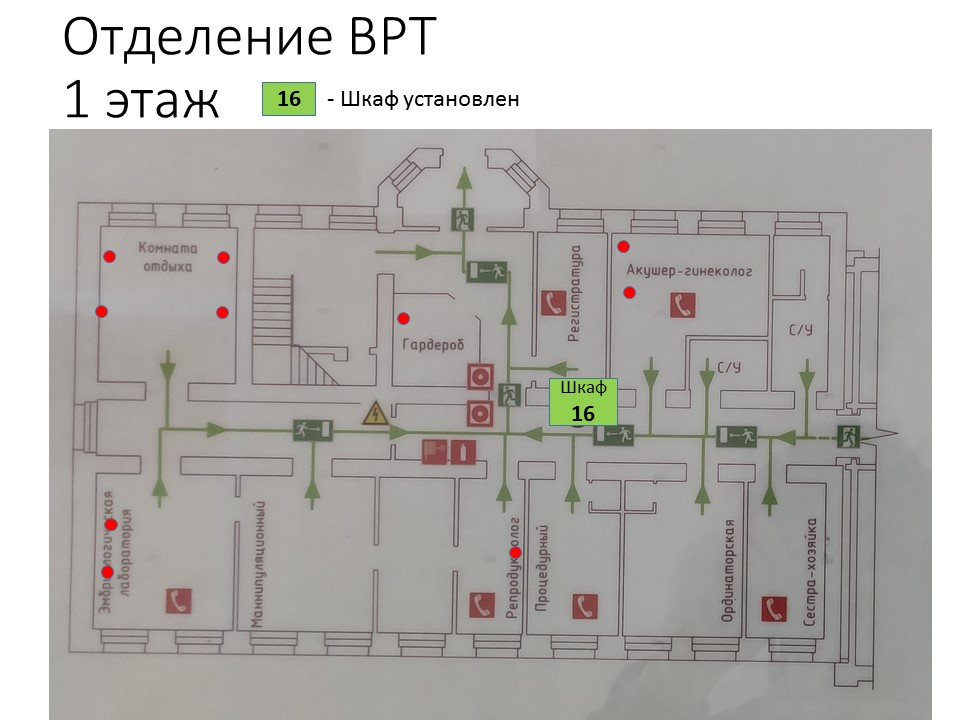 Отделение ВРТ
1 этаж
16
- Шкаф установлен
Комната
отдыха
Регистратура
Акушер-гинеколог
Гардероб
С/У
С/У
Шкаф
16
Эмбриологическая
лаборатория
Маннипуляционный
Репродуктолог
Процедурный
Ординаторская
Сестра-хозяйка